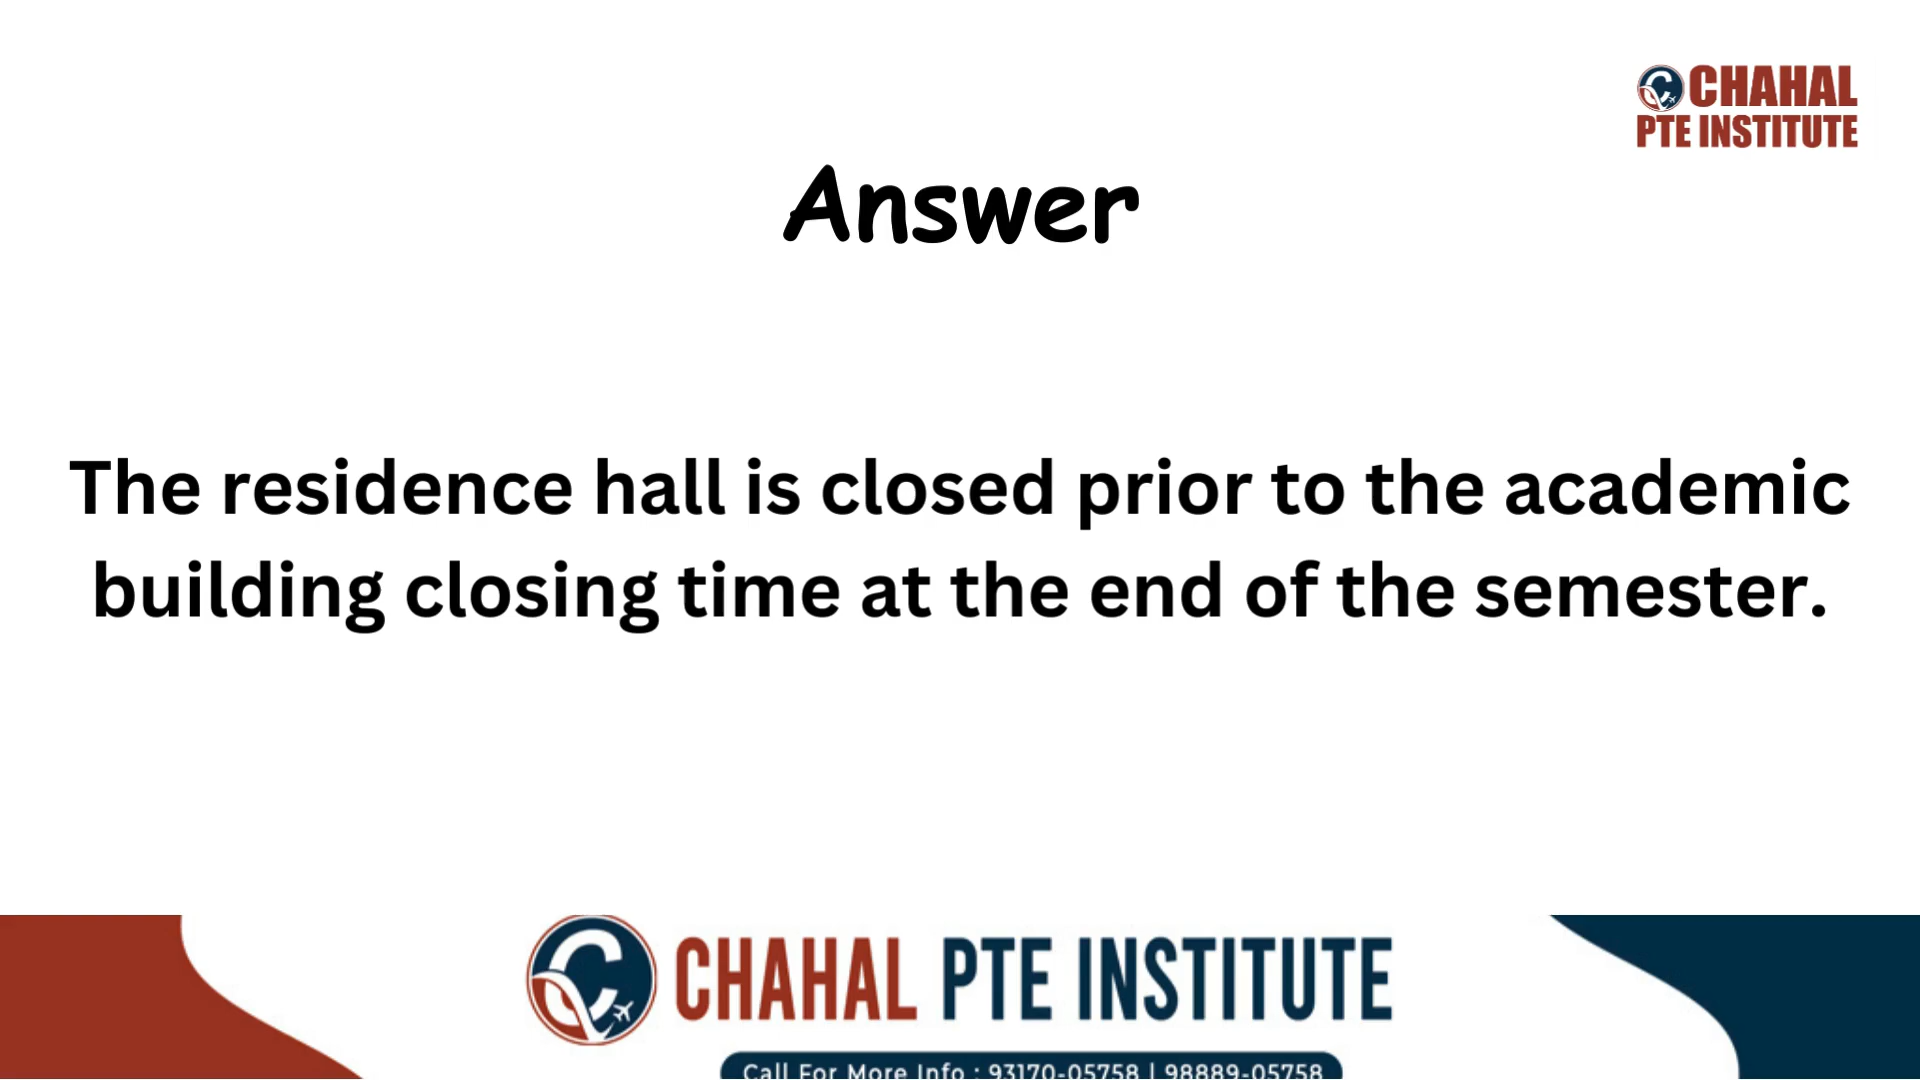 CHAHAL
PTE INSTITUTE
Answer
The residence hall is closed prior to the academic
building closing time at the end of the semester.
CHAHAL PTE INSTITUTE
Call For More Info : 93170-05758 | 98889-05758